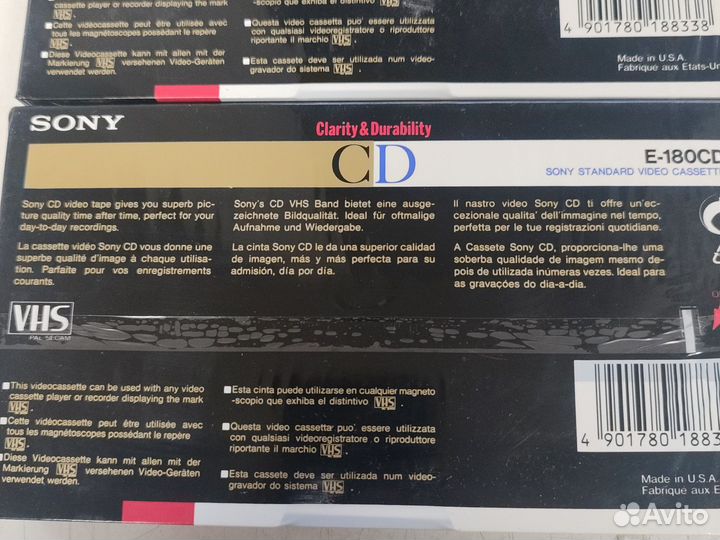 cassette player or recorder displaying the mark
VHS .
Cette vidéocassette peut être utilisée avec
tous les magnétoscopes possédant le repère
VHS .
Diese Videocassette kann mit allen mit der
Markierung VHS versehenen Video-Geräten
verwendet werden.
-scopio que exhiba el distintivo VHS .
Questa video cassetta puo' essere utilizzata
con qualsiasi videoregistratore o riproduttore
riportante il marchio VHS .
Esta cassete deve ser utilizada num video-
gravador do sistema VHS .
4 901780 188338
Made in U.S.A.
Fabriqué aux Etats-Un
SONY
Clarity & Durability
CD
E-180CD
SONY STANDARD VIDEO CASSETTE
Sony CD video tape gives you superb pic-
ture quality time after time, perfect for your
day-to-day recordings.
La cassette vidéo Sony CD vous donne une
superbe qualité d'image à chaque utilisa-
tion. Parfaite pour vos enregistrements
courants.
Sony's CD VHS Band bietet eine ausge-
zeichnete Bildqualität. Ideal für oftmalige
Aufnahme und Wiedergabe.
La cinta Sony CD le da una superior calidad
de imagen, más y más perfecta para su
admisión, día por día.
Il nastro video Sony CD ti offre un'ec-
cezionale qualita' dell'immagine nel tempo,
perfetta per le tue registrazioni quotidiane.
A Cassete Sony CD, proporciona-lhe uma
soberba qualidade de imagem mesmo de-
pois de utilizada inúmeras vezes. Ideal para
as gravações do dia-a-dia.
VHS
PAL SECAM
This videocassette can be used with any video
cassette player or recorder displaying the mark
VHS .
Cette vidéocassette peut être utilisée avec
tous les magnétoscopes possédant le repère
VHS .
Diese Videocassette kann mit allen mit der
Markierung VHS versehenen Video-Geräten
verwendet werden.
Esta cinta puede utilizarse en cualquier magneto
-scopio que exhiba el distintivo VHS .
Questa video cassetta puo' essere utilizzata
con qualsiasi videoregistratore o riproduttore
riportante il marchio VHS .
Esta cassete deve ser utilizada num video-
gravador do sistema VHS .
4 901780 1883
Made in U.S.A.
Fabriqué aux E
Avito